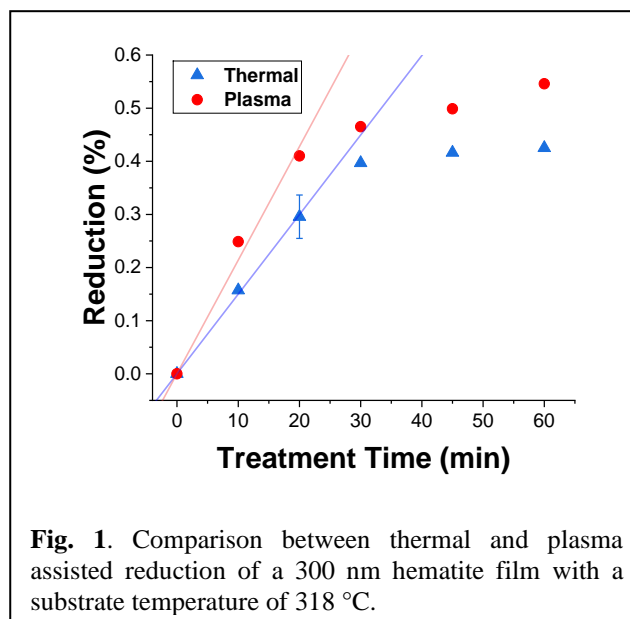 0.6
0.5
0.4
0.3
0.2
0.1
0.0
Reduction (%)
Thermal
Plasma
0 10 20 30 40 50 60
Treatment Time (min)
Fig. 1. Comparison between thermal and plasma
assisted reduction of a 300 nm hematite film with a
substrate temperature of 318 °C.